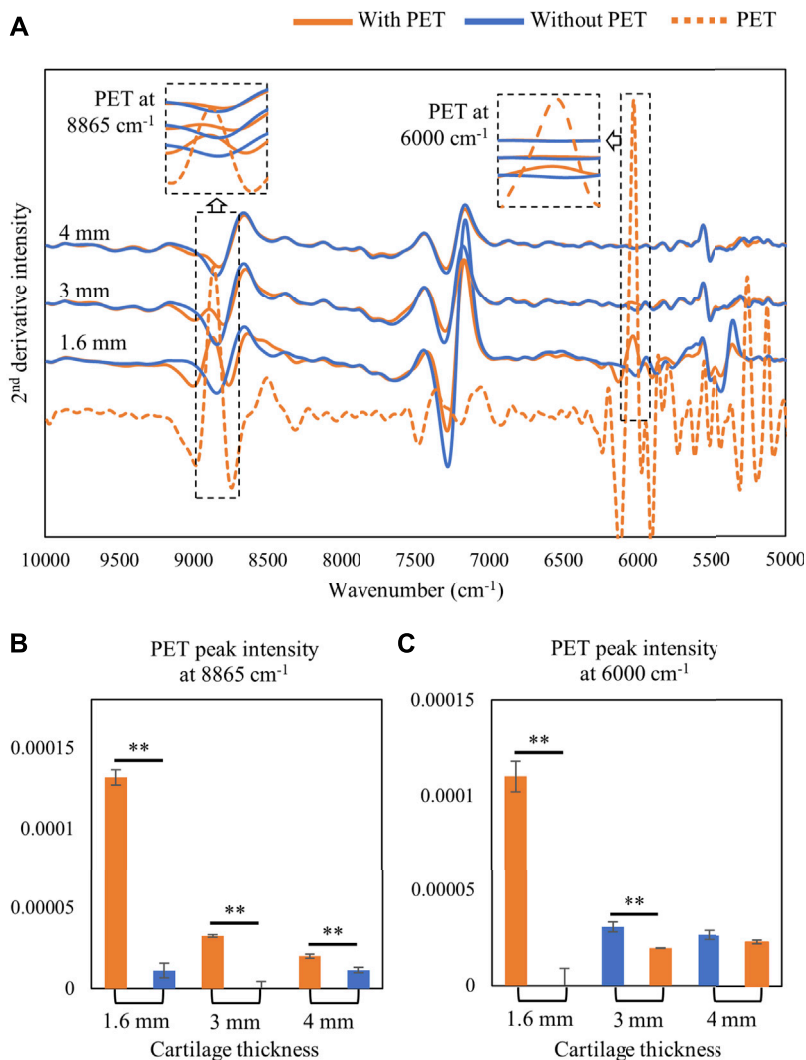 With PET Without PET PET
A
PET at
8865 cm⁻¹
PET at
6000 cm⁻¹
2nd derivative intensity
4 mm
3 mm
1.6 mm
10000 9500 9000 8500 8000 7500 7000 6500 6000 5500 5000
Wavenumber (cm⁻¹)
B
PET peak intensity
at 8865 cm⁻¹
0.00015
0.0001
0.00005
0
**
**
**
1.6 mm 3 mm 4 mm
Cartilage thickness
C
PET peak intensity
at 6000 cm⁻¹
0.00015
0.0001
0.00005
0
**
**
1.6 mm 3 mm 4 mm
Cartilage thickness